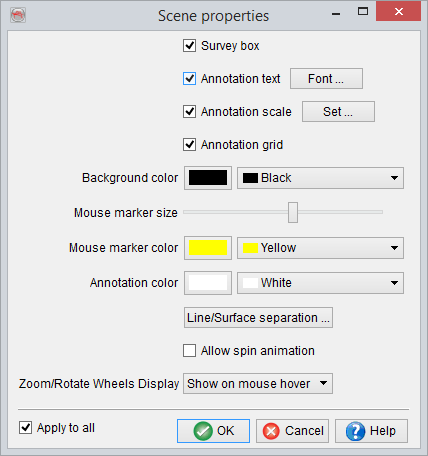 Scene properties
Survey box
Annotation text Font ...
Annotation scale Set ...
Annotation grid
Background color Black
Mouse marker size
Mouse marker color Yellow
Annotation color White
Line/Surface separation ...
Allow spin animation
Zoom/Rotate Wheels Display Show on mouse hover
Apply to all OK Cancel Help